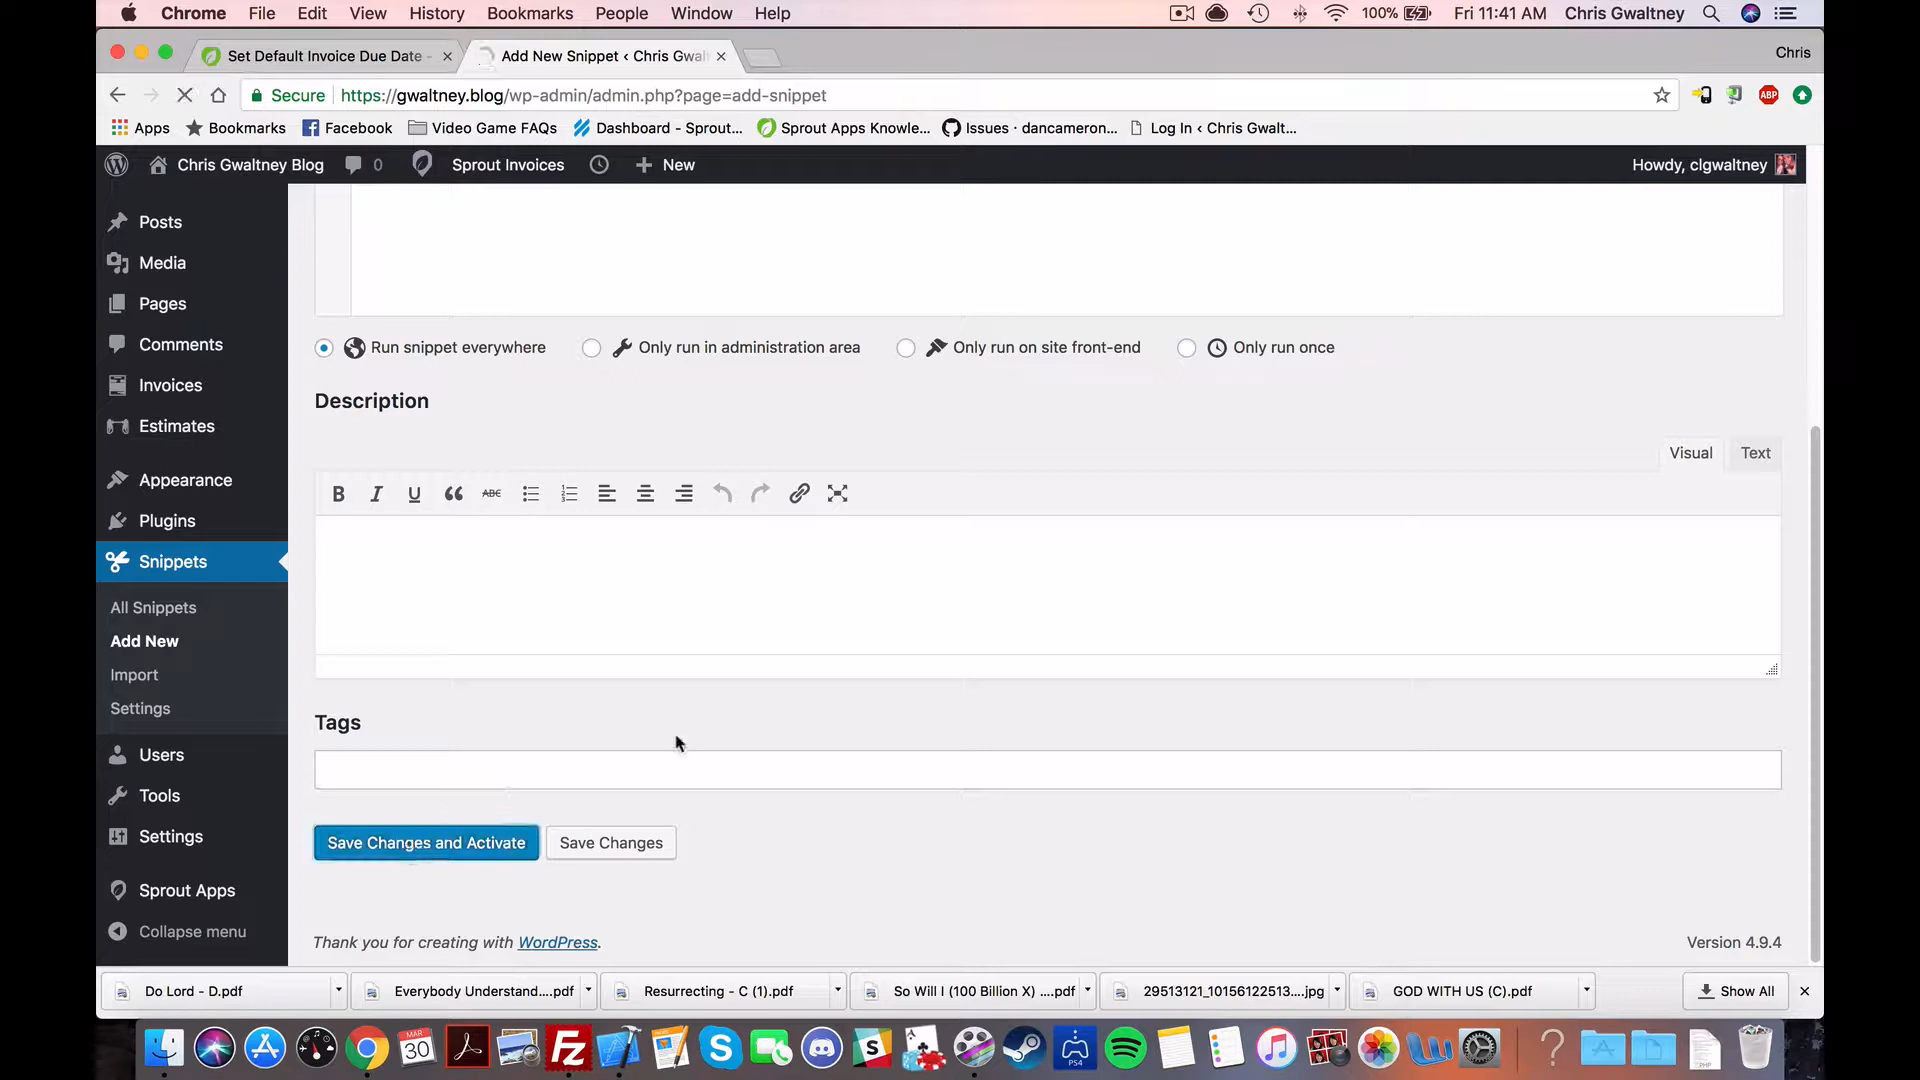 Chrome File Edit View History Bookmarks People Window Help 100% Fri 11:41 AM Chris Gwaltney
Set Default Invoice Due Date - Add New Snippet ‹ Chris Gwal Chris
Secure https://gwaltney.blog/wp-admin/admin.php?page=add-snippet ABP
Apps Bookmarks Facebook Video Game FAQs Dashboard - Sprout... Sprout Apps Knowle... Issues · dancameron... Log In ‹ Chris Gwalt...
Chris Gwaltney Blog 0 Sprout Invoices New Howdy, clgwaltney
Posts
Media
Pages
Comments
Invoices
Estimates
Appearance
Plugins
Snippets
All Snippets
Add New
Import
Settings
Users
Tools
Settings
Sprout Apps
Collapse menu
Run snippet everywhere Only run in administration area Only run on site front-end Only run once
Description
Visual Text
B I U ABC
Tags
Save Changes and Activate Save Changes
Thank you for creating with WordPress. Version 4.9.4
Do Lord - D.pdf Everybody Understand....pdf Resurrecting - C (1).pdf So Will I (100 Billion X) ....pdf 29513121_10156122513....jpg GOD WITH US (C).pdf Show All
MAR
30
Fz
S
S
PS4
PHP